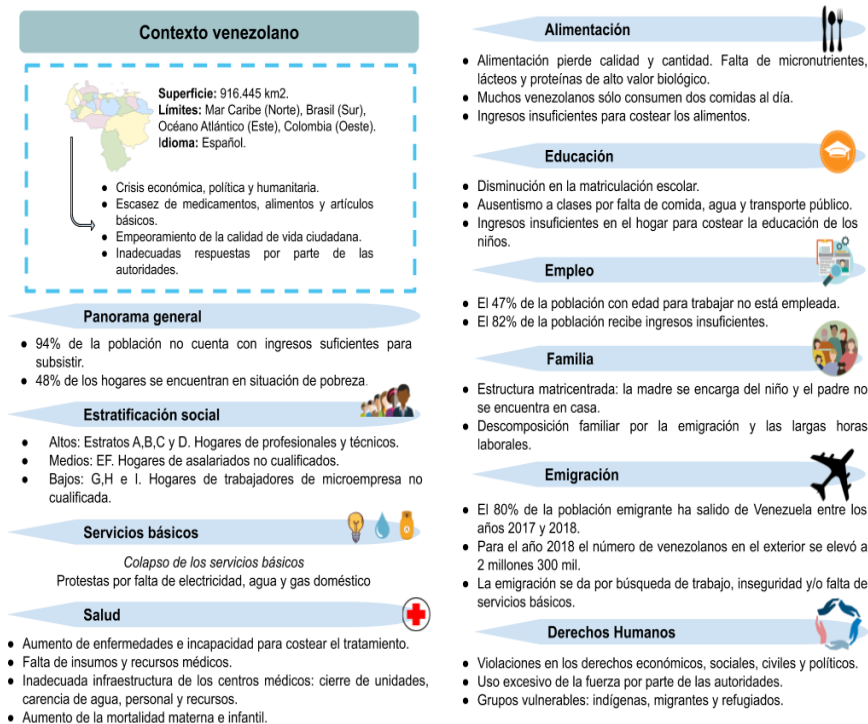 Contexto venezolano
Superficie: 916.445 km2.
Límites: Mar Caribe (Norte), Brasil (Sur),
Océano Atlántico (Este), Colombia (Oeste).
Idioma: Español.
● Crisis económica, política y humanitaria.
● Escasez de medicamentos, alimentos y artículos
básicos.
● Empeoramiento de la calidad de vida ciudadana.
● Inadecuadas respuestas por parte de las
autoridades.
Panorama general
● 94% de la población no cuenta con ingresos suficientes para
subsistir.
● 48% de los hogares se encuentran en situación de pobreza.
Estratificación social
● Altos: Estratos A,B,C y D. Hogares de profesionales y técnicos.
● Medios: EF. Hogares de asalariados no cualificados.
● Bajos: G,H e I. Hogares de trabajadores de microempresa no
cualificada.
Servicios básicos
Colapso de los servicios básicos
Protestas por falta de electricidad, agua y gas doméstico
Salud
● Aumento de enfermedades e incapacidad para costear el tratamiento.
● Falta de insumos y recursos médicos.
● Inadecuada infraestructura de los centros médicos: cierre de unidades,
carencia de agua, personal y recursos.
● Aumento de la mortalidad materna e infantil.
Alimentación
● Alimentación pierde calidad y cantidad. Falta de micronutrientes,
lácteos y proteínas de alto valor biológico.
● Muchos venezolanos sólo consumen dos comidas al día.
● Ingresos insuficientes para costear los alimentos.
Educación
● Disminución en la matriculación escolar.
● Ausentismo a clases por falta de comida, agua y transporte público.
● Ingresos insuficientes en el hogar para costear la educación de los
niños.
Empleo
● El 47% de la población con edad para trabajar no está empleada.
● El 82% de la población recibe ingresos insuficientes.
Familia
● Estructura matricentrada: la madre se encarga del niño y el padre no
se encuentra en casa.
● Descomposición familiar por la emigración y las largas horas
laborales.
Emigración
● El 80% de la población emigrante ha salido de Venezuela entre los
años 2017 y 2018.
● Para el año 2018 el número de venezolanos en el exterior se elevó a
2 millones 300 mil.
● La emigración se da por búsqueda de trabajo, inseguridad y/o falta de
servicios básicos.
Derechos Humanos
● Violaciones en los derechos económicos, sociales, civiles y políticos.
● Uso excesivo de la fuerza por parte de las autoridades.
● Grupos vulnerables: indígenas, migrantes y refugiados.